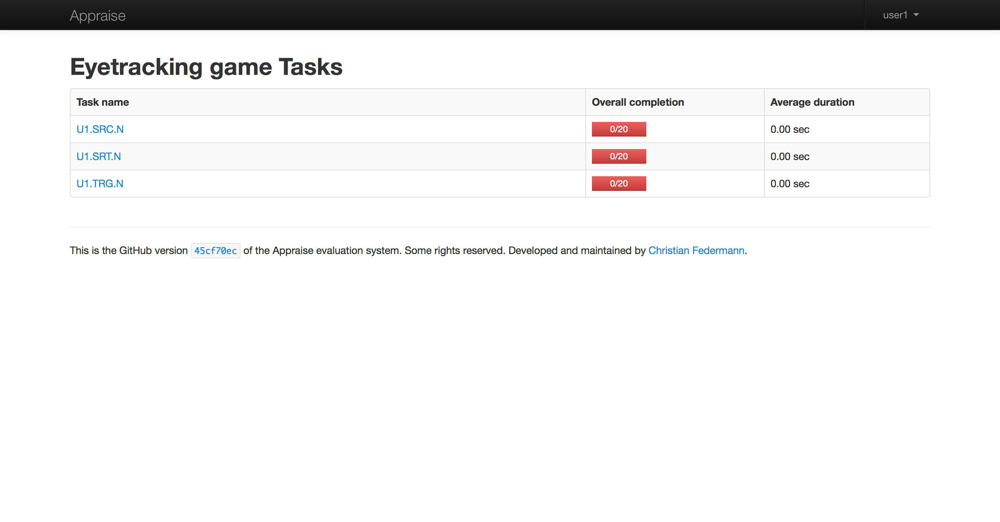 Appraise user1
Eyetracking game Tasks
Task name Overall completion Average duration
U1.SRC.N 0/20 0.00 sec
U1.SRT.N 0/20 0.00 sec
U1.TRG.N 0/20 0.00 sec
This is the GitHub version 45cf70ec of the Appraise evaluation system. Some rights reserved. Developed and maintained by Christian Federmann.